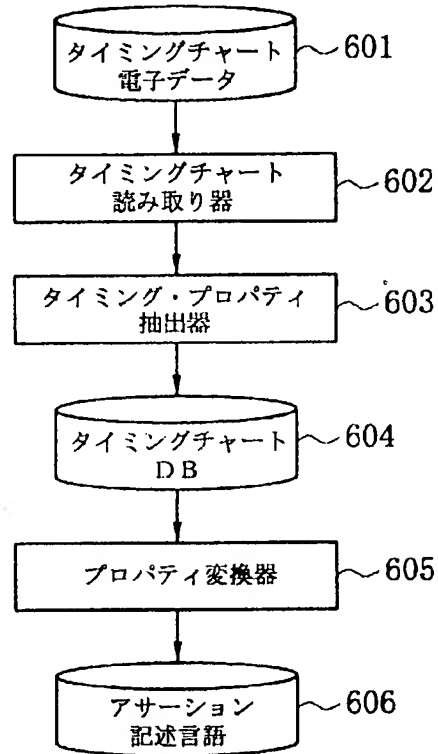 タイミングチャート
電子データ
601
タイミングチャート
読み取り器
602
タイミング・プロパティ
抽出器
603
タイミングチャート
DB
604
プロパティ変換器
605
アサーション
記述言語
606